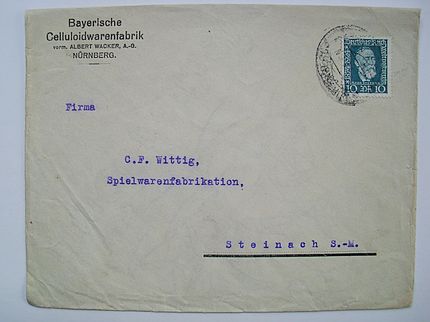 Bayerische
Celluloidwarenfabrik
vorm. ALBERT WACKER, A.-G.
NÜRNBERG.
10 10
Firma
C.F. Wittig,
Spielwarenfabrikation,
Steinach S.-M.